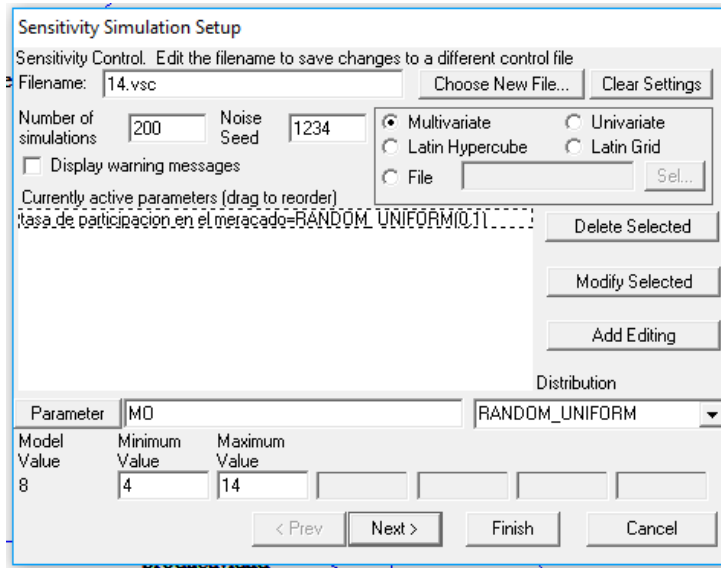 Sensitivity Simulation Setup
Sensitivity Control. Edit the filename to save changes to a different control file
Filename: 14.vsc Choose New File... Clear Settings
Number of simulations 200 Noise Seed 1234
Multivariate Univariate
Latin Hypercube Latin Grid
File Sel...
Display warning messages
Currently active parameters (drag to reorder)
tasa de participacion en el meracado=RANDOM_UNIFORM(0,1)
Delete Selected
Modify Selected
Add Editing
Distribution
Parameter MO RANDOM_UNIFORM
Model Value Minimum Value Maximum Value
8 4 14
< Prev Next > Finish Cancel